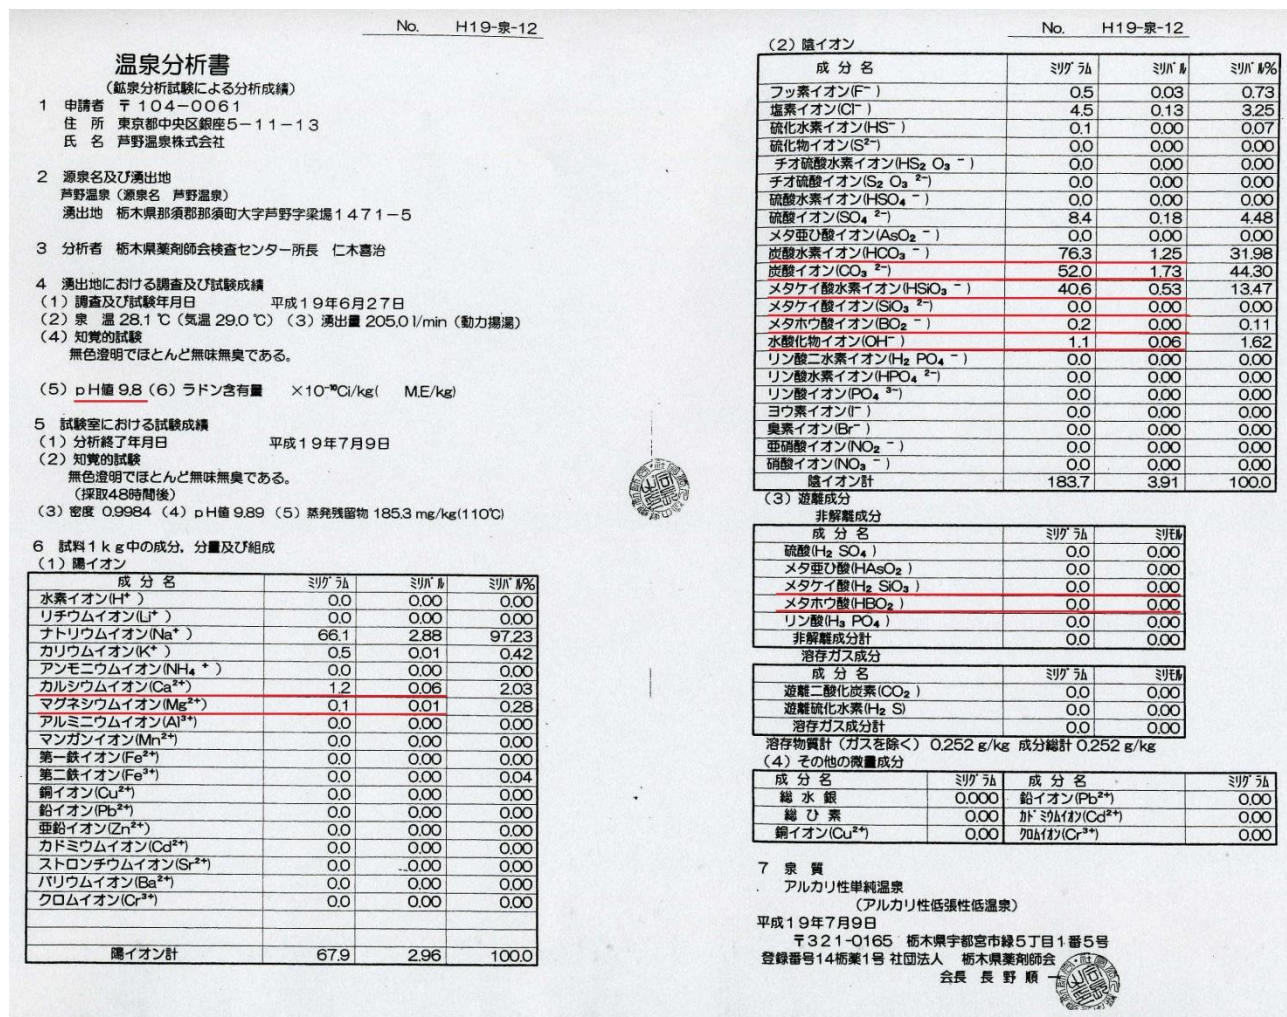 No. H19-泉-12
温泉分析書
(鉱泉分析試験による分析成績)
1 申請者 〒104-0061
住 所 東京都中央区銀座5-11-13
氏 名 芦野温泉株式会社
2 源泉名及び湧出地
芦野温泉(源泉名 芦野温泉)
湧出地 栃木県那須郡那須町大字芦野字梁場1471-5
3 分析者 栃木県薬剤師会検査センター所長 仁木喜治
4 湧出地における調査及び試験成績
(1) 調査及び試験年月日 平成19年6月27日
(2) 泉 温 28.1℃ (気温 29.0℃) (3) 湧出量 205.0 l/min (動力揚湯)
(4) 知覚的試験
無色澄明でほとんど無味無臭である。
(5) pH値 9.8 (6) ラドン含有量 ×10⁻¹⁰Ci/kg( M.E/kg)
5 試験室における試験成績
(1) 分析終了年月日 平成19年7月9日
(2) 知覚的試験
無色澄明でほとんど無味無臭である。
(採取48時間後)
(3) 密度 0.9984 (4) pH値 9.89 (5) 蒸発残留物 185.3 mg/kg(110℃)
6 試料1kg中の成分,分量及び組成
(1) 陽イオン
成 分 名 ミリグラム ミリバル ミリバル%
水素イオン(H⁺) 0.0 0.00 0.00
リチウムイオン(Li⁺) 0.0 0.00 0.00
ナトリウムイオン(Na⁺) 66.1 2.88 97.23
カリウムイオン(K⁺) 0.5 0.01 0.42
アンモニウムイオン(NH₄⁺) 0.0 0.00 0.00
カルシウムイオン(Ca²⁺) 1.2 0.06 2.03
マグネシウムイオン(Mg²⁺) 0.1 0.01 0.28
アルミニウムイオン(Al³⁺) 0.0 0.00 0.00
マンガンイオン(Mn²⁺) 0.0 0.00 0.00
第一鉄イオン(Fe²⁺) 0.0 0.00 0.00
第二鉄イオン(Fe³⁺) 0.0 0.00 0.04
銅イオン(Cu²⁺) 0.0 0.00 0.00
鉛イオン(Pb²⁺) 0.0 0.00 0.00
亜鉛イオン(Zn²⁺) 0.0 0.00 0.00
カドミウムイオン(Cd²⁺) 0.0 0.00 0.00
ストロンチウムイオン(Sr²⁺) 0.0 0.00 0.00
バリウムイオン(Ba²⁺) 0.0 0.00 0.00
クロムイオン(Cr³⁺) 0.0 0.00 0.00
陽イオン計 67.9 2.96 100.0
No. H19-泉-12
(2) 陰イオン
成 分 名 ミリグラム ミリバル ミリバル%
フッ素イオン(F⁻) 0.5 0.03 0.73
塩素イオン(Cl⁻) 4.5 0.13 3.25
硫化水素イオン(HS⁻) 0.1 0.00 0.07
硫化物イオン(S²⁻) 0.0 0.00 0.00
チオ硫酸水素イオン(HS₂O₃⁻) 0.0 0.00 0.00
チオ硫酸イオン(S₂O₃²⁻) 0.0 0.00 0.00
硫酸水素イオン(HSO₄⁻) 0.0 0.00 0.00
硫酸イオン(SO₄²⁻) 8.4 0.18 4.48
メタ亜ひ酸イオン(AsO₂⁻) 0.0 0.00 0.00
炭酸水素イオン(HCO₃⁻) 76.3 1.25 31.98
炭酸イオン(CO₃²⁻) 52.0 1.73 44.30
メタケイ酸水素イオン(HSiO₃⁻) 40.6 0.53 13.47
メタケイ酸イオン(SiO₃²⁻) 0.0 0.00 0.00
メタホウ酸イオン(BO₂⁻) 0.2 0.00 0.11
水酸化物イオン(OH⁻) 1.1 0.06 1.62
リン酸二水素イオン(H₂PO₄⁻) 0.0 0.00 0.00
リン酸水素イオン(HPO₄²⁻) 0.0 0.00 0.00
リン酸イオン(PO₄³⁻) 0.0 0.00 0.00
ヨウ素イオン(I⁻) 0.0 0.00 0.00
臭素イオン(Br⁻) 0.0 0.00 0.00
亜硝酸イオン(NO₂⁻) 0.0 0.00 0.00
硝酸イオン(NO₃⁻) 0.0 0.00 0.00
陰イオン計 183.7 3.91 100.0
(3) 遊離成分
非解離成分
成 分 名 ミリグラム ミリモル
硫酸(H₂SO₄) 0.0 0.00
メタ亜ひ酸(HAsO₂) 0.0 0.00
メタケイ酸(H₂SiO₃) 0.0 0.00
メタホウ酸(HBO₂) 0.0 0.00
リン酸(H₃PO₄) 0.0 0.00
非解離成分計 0.0 0.00
溶存ガス成分
成 分 名 ミリグラム ミリモル
遊離二酸化炭素(CO₂) 0.0 0.00
遊離硫化水素(H₂S) 0.0 0.00
溶存ガス成分計 0.0 0.00
溶存物質計(ガスを除く) 0.252 g/kg 成分総計 0.252 g/kg
(4) その他の微量成分
成 分 名 ミリグラム 成 分 名 ミリグラム
総 水 銀 0.000 鉛イオン(Pb²⁺) 0.00
総 ひ 素 0.00 カドミウムイオン(Cd²⁺) 0.00
銅イオン(Cu²⁺) 0.00 クロムイオン(Cr³⁺) 0.00
7 泉 質
アルカリ性単純温泉
(アルカリ性低張性低温泉)
平成19年7月9日
〒321-0165 栃木県宇都宮市緑5丁目1番5号
登録番号14栃薬1号 社団法人 栃木県薬剤師会
会長 長 野 順 一